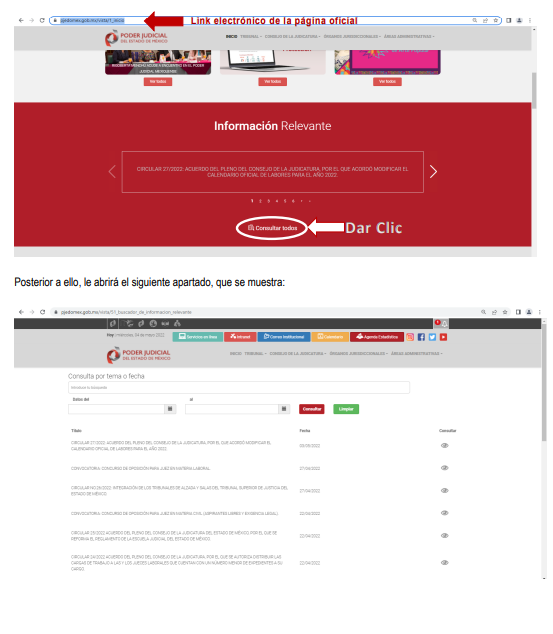 pjedomex.gob.mx/vista/1_inicio
Link electrónico de la página oficial
PODER JUDICIAL
DEL ESTADO DE MÉXICO
INICIO TRIBUNAL CONSEJO DE LA JUDICATURA ÓRGANOS JURISDICCIONALES ÁREAS ADMINISTRATIVAS
JUDICIAL MEXIQUENSE
Ver todos
Ver todos
Ver todos
Información Relevante
CIRCULAR 27/2022: ACUERDO DEL PLENO DEL CONSEJO DE LA JUDICATURA, POR EL QUE ACORDÓ MODIFICAR EL
CALENDARIO OFICIAL DE LABORES PARA EL AÑO 2022.
1 2 3 4 5 6
Consultar todos
Dar Clic
Posterior a ello, le abrirá el siguiente apartado, que se muestra:
pjedomex.gob.mx/vista/51_buscador_de_informacion_relevante
Hoy: miércoles, 04 de mayo 2022
Servicios en línea
Intranet
Correo Institucional
Calendario
Agenda Estadística
PODER JUDICIAL
DEL ESTADO DE MÉXICO
INICIO TRIBUNAL CONSEJO DE LA JUDICATURA ÓRGANOS JURISDICCIONALES ÁREAS ADMINISTRATIVAS
Consulta por tema o fecha
Datos del
al
Consultar
Limpiar
Título
Fecha
Consultar
CIRCULAR 27/2022: ACUERDO DEL PLENO DEL CONSEJO DE LA JUDICATURA, POR EL QUE ACORDÓ MODIFICAR EL
CALENDARIO OFICIAL DE LABORES PARA EL AÑO 2022.
CONVOCATORIA: CONCURSO DE OPOSICIÓN PARA JUEZ EN MATERIA LABORAL.
27/04/2022
CIRCULAR No.26/2022: INTEGRACIÓN DE LOS TRIBUNALES DE ALZADA Y SALAS DEL TRIBUNAL SUPERIOR DE JUSTICIA DEL
ESTADO DE MÉXICO.
27/04/2022
CONVOCATORIA: CONCURSO DE OPOSICIÓN PARA JUEZ EN MATERIA CIVIL (ASPIRANTES LIBRES Y EXIGENCIA LEGAL)
22/04/2022
CIRCULAR 25/2022 ACUERDO DEL PLENO DEL CONSEJO DE LA JUDICATURA DEL ESTADO DE MÉXICO POR EL QUE SE
REFORMA EL REGLAMENTO DE LA ESCUELA JUDICIAL DEL ESTADO DE MÉXICO.
22/04/2022
CIRCULAR 24/2022 ACUERDO DEL PLENO DEL CONSEJO DE LA JUDICATURA, POR EL QUE SE AUTORIZA DISTRIBUIR LAS
CARGAS DE TRABAJO A LAS Y LOS JUECES LABORALES QUE CUENTAN CON UN NÚMERO MENOR DE EXPEDIENTES A SU
CARGO.
22/04/2022